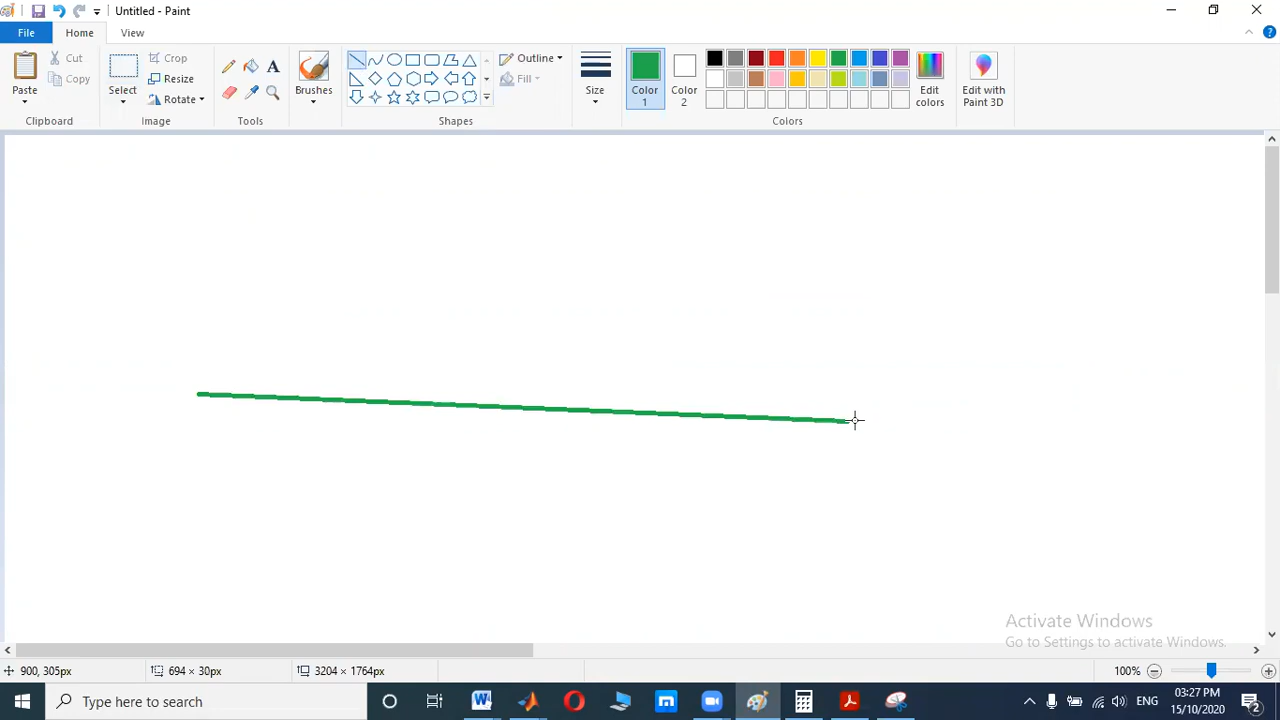 Untitled - Paint
File Home View
Paste Cut Copy
Clipboard
Select Crop Resize Rotate
Image
A
Tools
Brushes
Outline Fill
Shapes
Size
Color 1 Color 2
Edit colors
Colors
Edit with Paint 3D
Activate Windows
Go to Settings to activate Windows.
900, 305px 694 × 30px 3204 × 1764px 100%
Type here to search
ENG 03:27 PM
15/10/2020 2